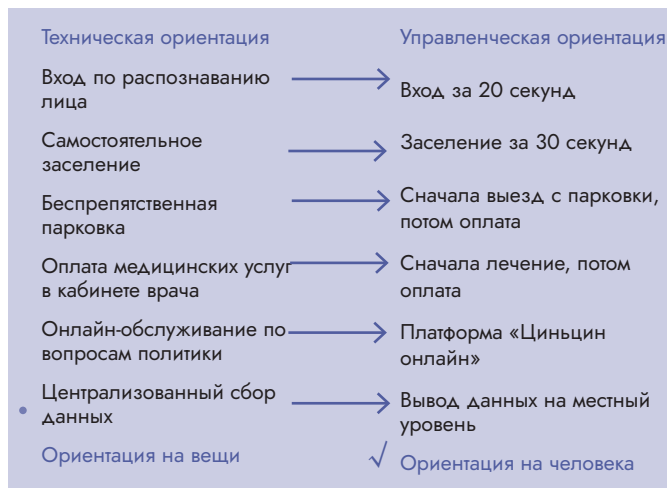 Техническая ориентация
Управленческая ориентация
Вход по распознаванию
лица
Вход за 20 секунд
Самостоятельное
заселение
Заселение за 30 секунд
Беспрепятственная
парковка
Сначала выезд с парковки,
потом оплата
Оплата медицинских услуг
в кабинете врача
Сначала лечение, потом
оплата
Онлайн-обслуживание по
вопросам политики
Платформа «Циньцин
онлайн»
Централизованный сбор
данных
Вывод данных на местный
уровень
Ориентация на вещи
√ Ориентация на человека